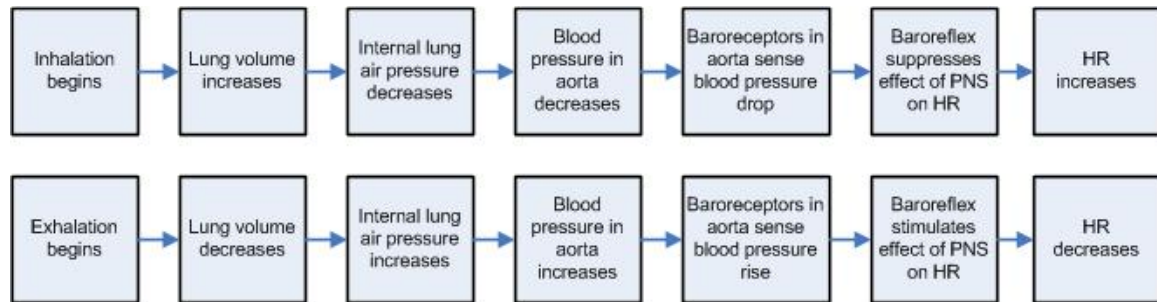 Inhalation
begins
Lung volume
increases
Internal lung
air pressure
decreases
Blood
pressure in
aorta
decreases
Baroreceptors in
aorta sense
blood pressure
drop
Baroreflex
suppresses
effect of PNS
on HR
HR
increases
Exhalation
begins
Lung volume
decreases
Internal lung
air pressure
increases
Blood
pressure in
aorta
increases
Baroreceptors in
aorta sense
blood pressure
rise
Baroreflex
stimulates
effect of PNS
on HR
HR
decreases